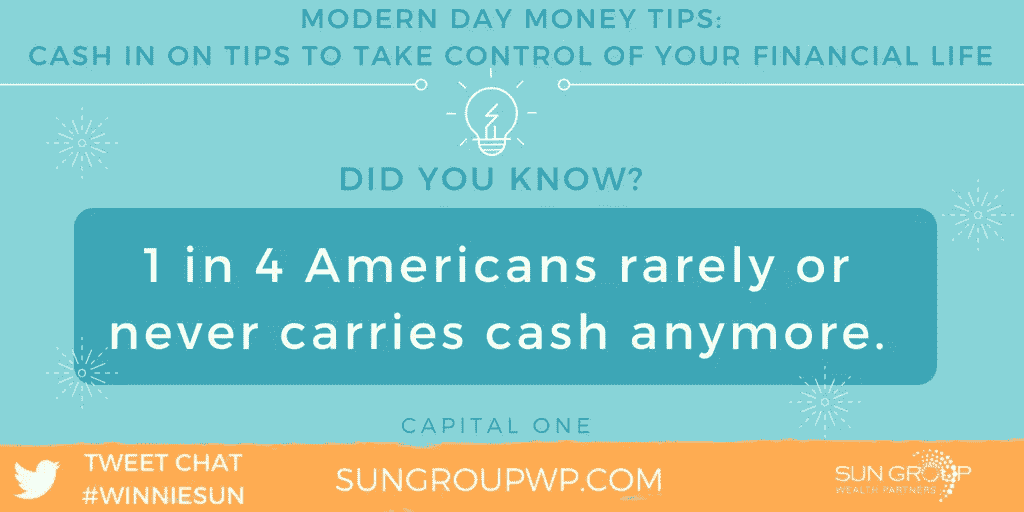 MODERN DAY MONEY TIPS:
CASH IN ON TIPS TO TAKE CONTROL OF YOUR FINANCIAL LIFE
DID YOU KNOW?
1 in 4 Americans rarely or
never carries cash anymore.
CAPITAL ONE
TWEET CHAT
#WINNIESUN
SUNGROUPWP.COM
SUN GROUP
WEALTH PARTNERS